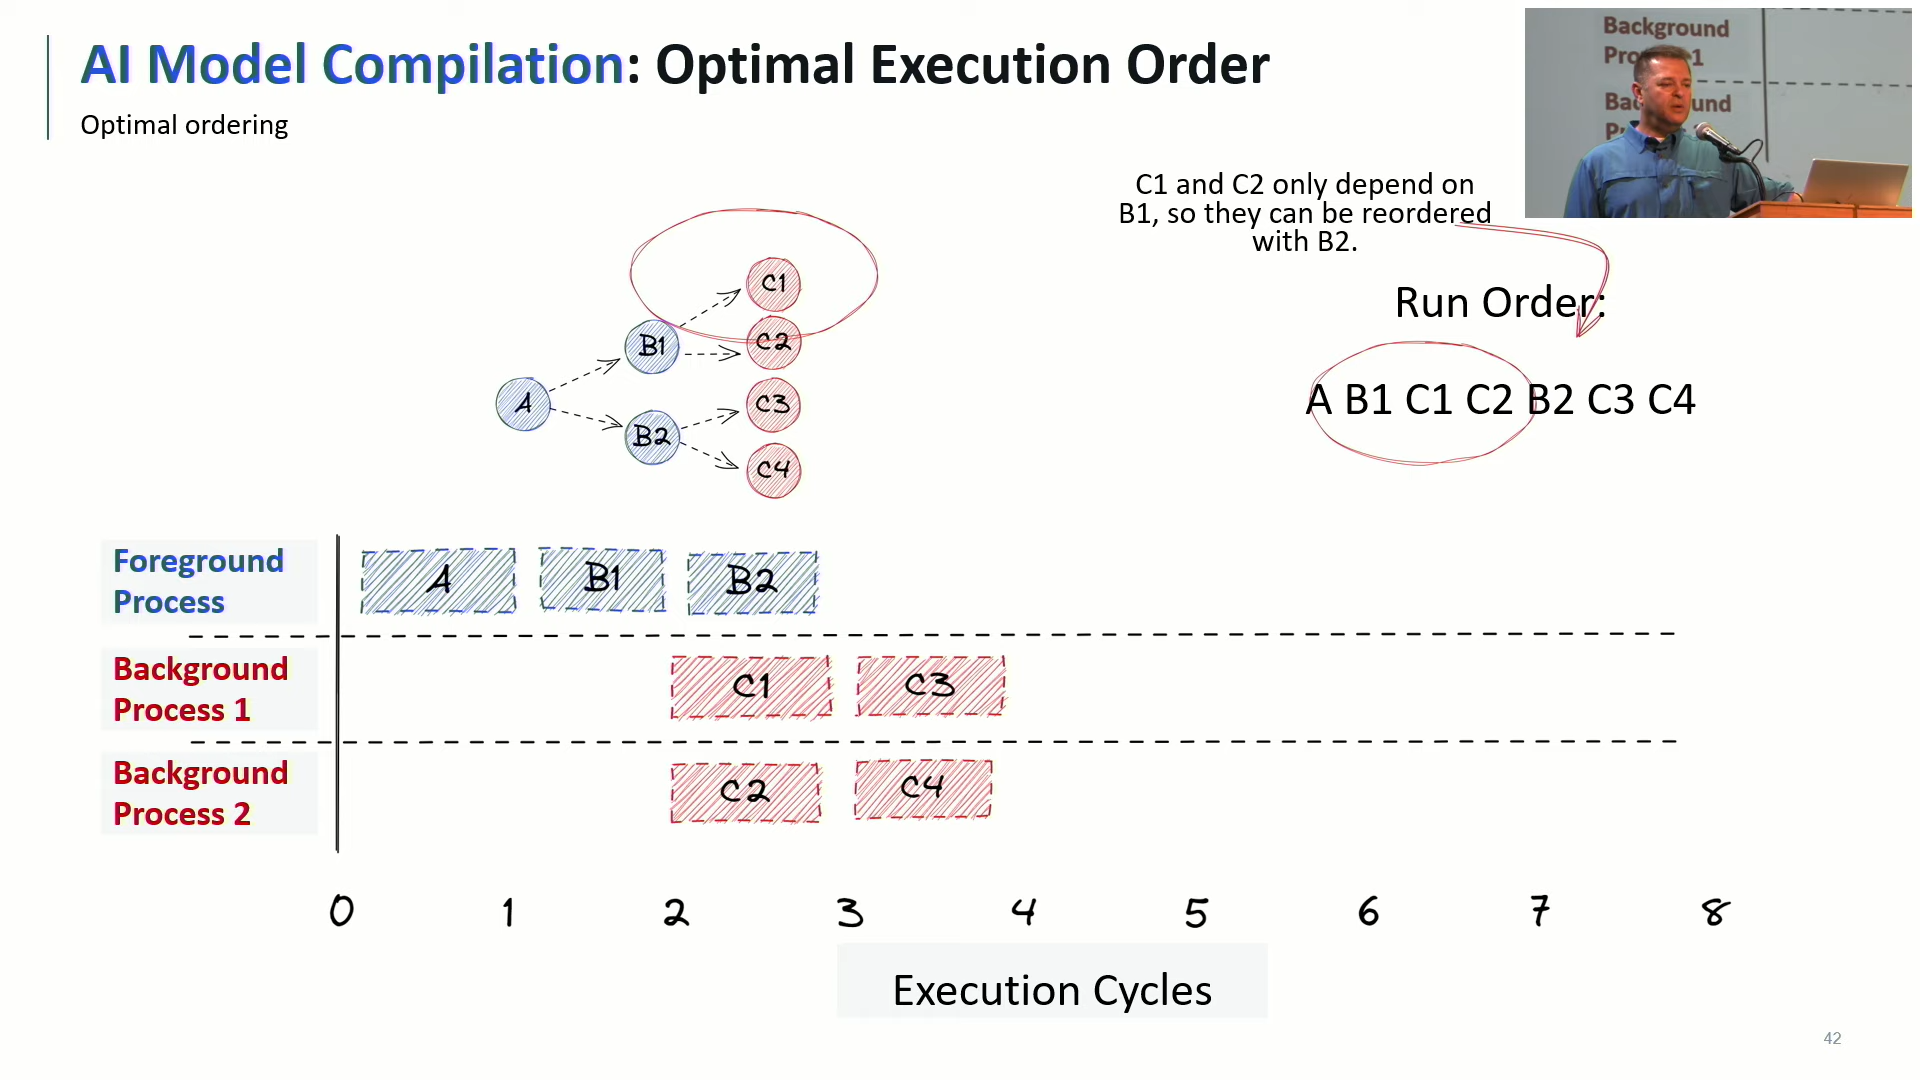 AI Model Compilation: Optimal Execution Order
Optimal ordering
Background
1
C1 and C2 only depend on
B1, so they can be reordered
with B2.
Run Order:
A B1 C1 C2 B2 C3 C4
C1
B1
C2
A
C3
B2
C4
Foreground
Process
A B1 B2
Background
Process 1
C1 C3
Background
Process 2
C2 C4
0 1 2 3 4 5 6 7 8
Execution Cycles
42